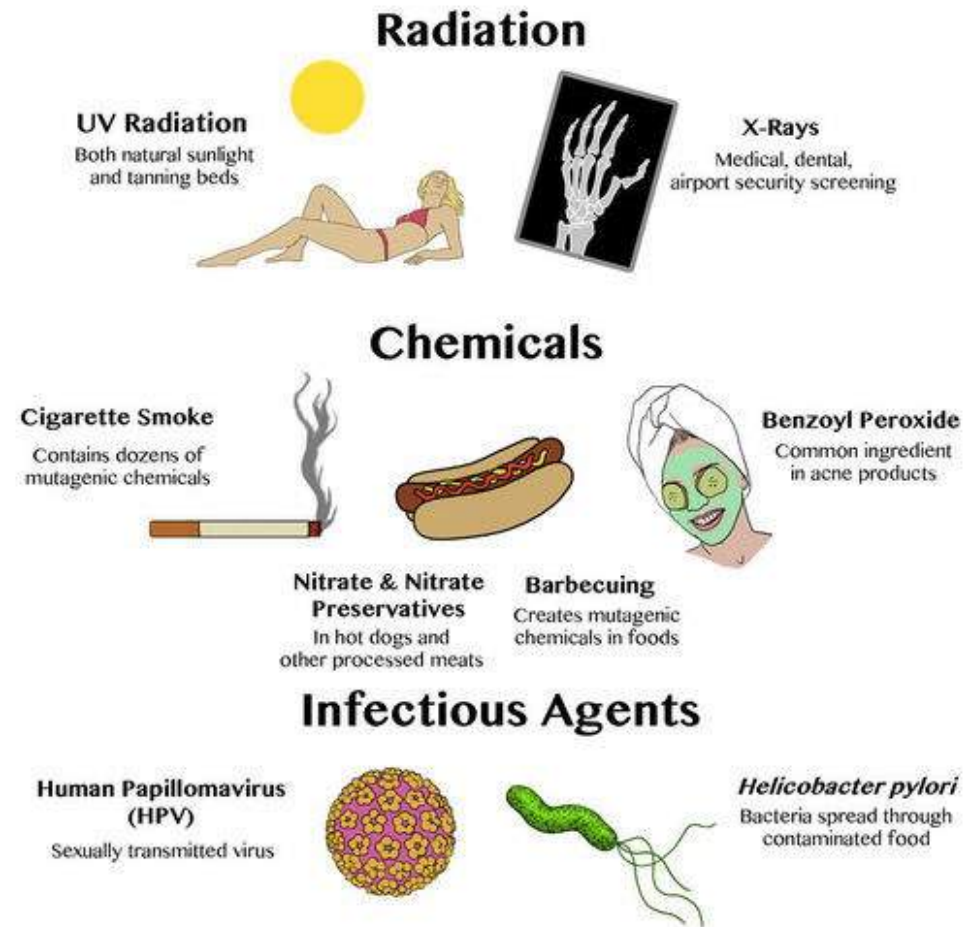 Radiation
UV Radiation
Both natural sunlight
and tanning beds
X-Rays
Medical, dental,
airport security screening
Chemicals
Cigarette Smoke
Contains dozens of
mutagenic chemicals
Benzoyl Peroxide
Common ingredient
in acne products
Nitrate & Nitrate
Preservatives
In hot dogs and
other processed meats
Barbecuing
Creates mutagenic
chemicals in foods
Infectious Agents
Human Papillomavirus
(HPV)
Sexually transmitted virus
Helicobacter pylori
Bacteria spread through
contaminated food